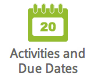 20
Activities and
Due Dates